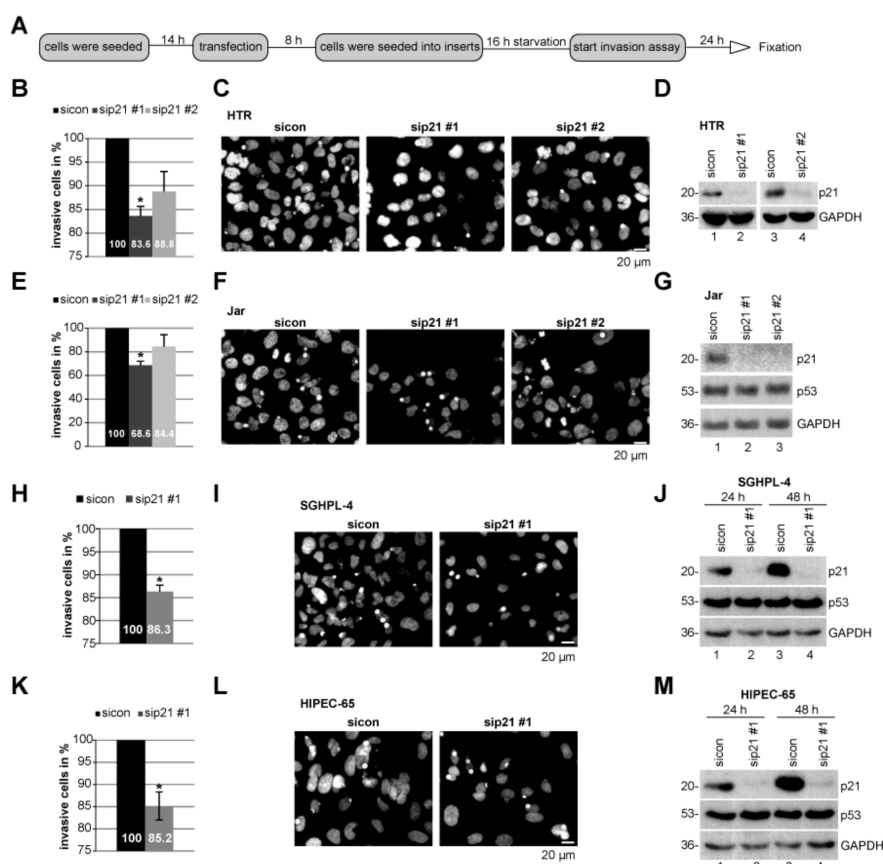 A
cells were seeded 14 h transfection 8 h cells were seeded into inserts 16 h starvation start invasion assay 24 h Fixation
B
sicon sip21 #1 sip21 #2
invasive cells in %
100
95
90
85
80
75
*
100 83.6 88.8
C
HTR
sicon sip21 #1 sip21 #2
20 µm
D
HTR
sicon sip21 #1 sicon sip21 #2
20- p21
36- GAPDH
1 2 3 4
E
sicon sip21 #1 sip21 #2
invasive cells in %
100
80
60
40
20
0
*
100 68.6 84.4
F
Jar
sicon sip21 #1 sip21 #2
20 µm
G
Jar
sicon sip21 #1 sip21 #2
20- p21
53- p53
36- GAPDH
1 2 3
H
sicon sip21 #1
invasive cells in %
100
95
90
85
80
75
*
100 86.3
I
SGHPL-4
sicon sip21 #1
20 µm
J
SGHPL-4
24 h 48 h
sicon sip21 #1 sicon sip21 #1
20- p21
53- p53
36- GAPDH
1 2 3 4
K
sicon sip21 #1
invasive cells in %
100
95
90
85
80
75
*
100 85.2
L
HIPEC-65
sicon sip21 #1
20 µm
M
HIPEC-65
24 h 48 h
sicon sip21 #1 sicon sip21 #1
20- p21
53- p53
36- GAPDH